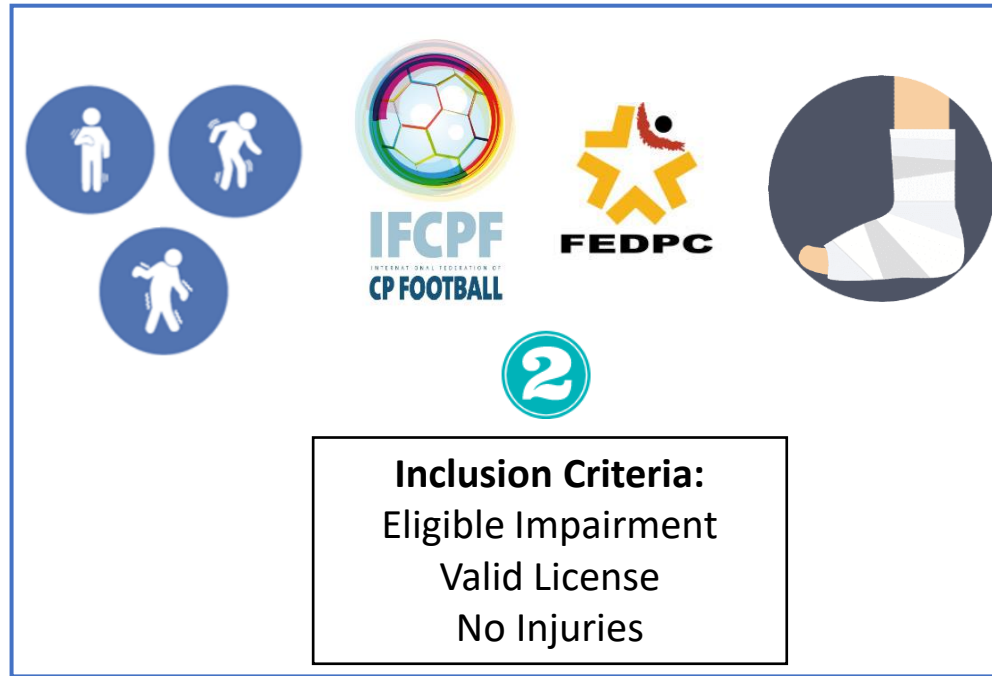 IFCPF
INTERNATIONAL FEDERATION OF
CP FOOTBALL
FEDPC
2
Inclusion Criteria:
Eligible Impairment
Valid License
No Injuries